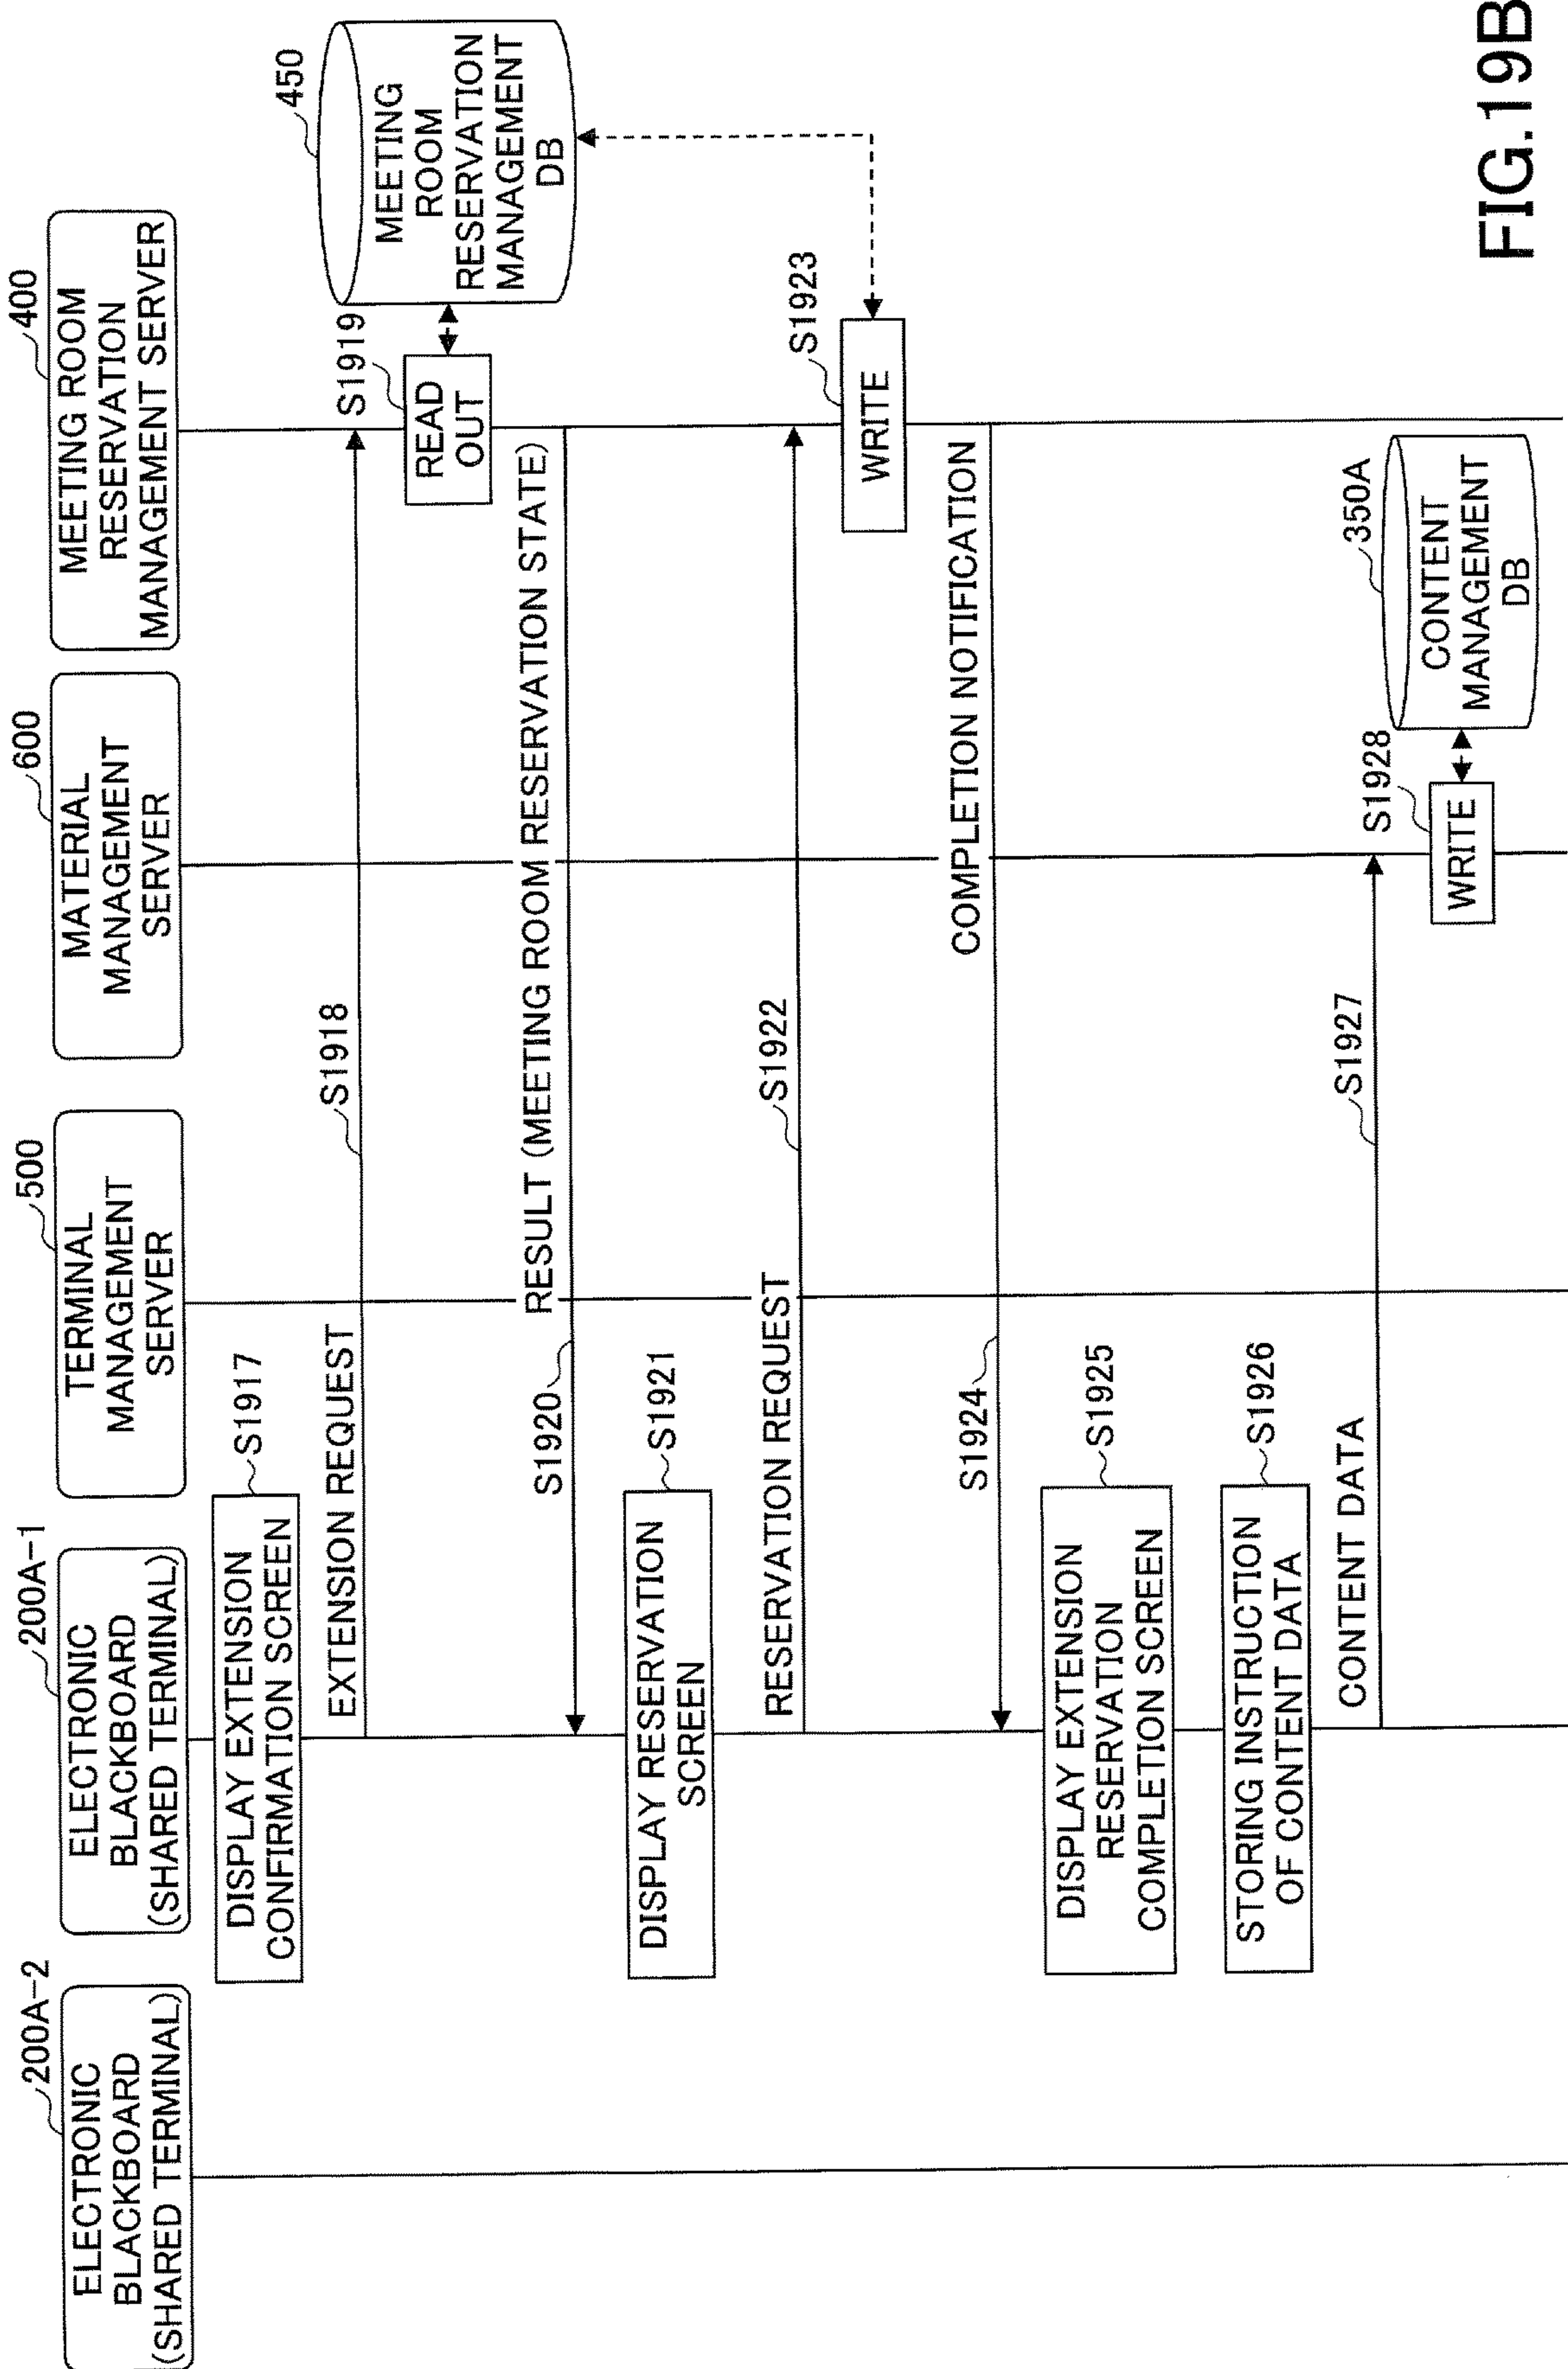 200A-2
ELECTRONIC
BLACKBOARD
(SHARED TERMINAL)
200A-1
ELECTRONIC
BLACKBOARD
(SHARED TERMINAL)
500
TERMINAL
MANAGEMENT
SERVER
600
MATERIAL
MANAGEMENT
SERVER
400
MEETING ROOM
RESERVATION
MANAGEMENT SERVER
DISPLAY EXTENSION
CONFIRMATION SCREEN
S1917
EXTENSION REQUEST
S1918
S1919
READ
OUT
450
MEETING
ROOM
RESERVATION
MANAGEMENT
DB
RESULT (MEETING ROOM RESERVATION STATE)
S1920
DISPLAY RESERVATION
SCREEN
S1921
RESERVATION REQUEST
S1922
S1923
WRITE
COMPLETION NOTIFICATION
S1924
DISPLAY EXTENSION
RESERVATION
COMPLETION SCREEN
S1925
STORING INSTRUCTION
OF CONTENT DATA
S1926
CONTENT DATA
S1927
S1928
WRITE
350A
CONTENT
MANAGEMENT
DB
FIG.19B